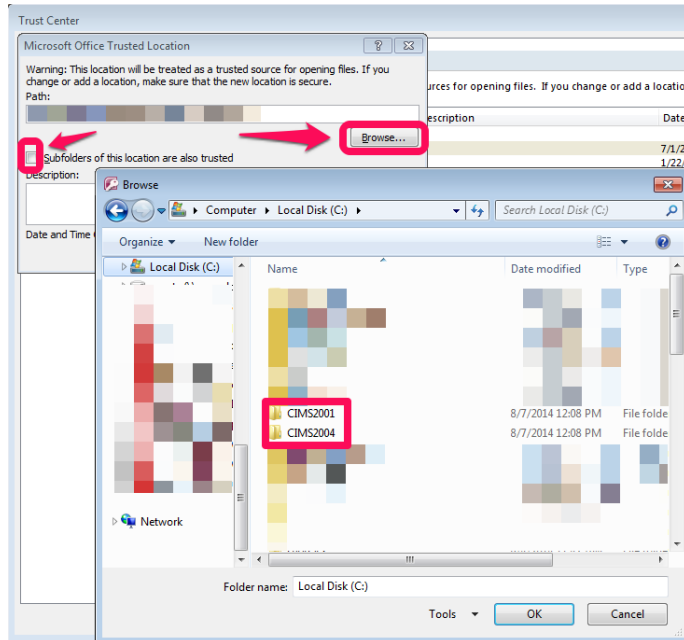 Trust Center
Microsoft Office Trusted Location
Warning: This location will be treated as a trusted source for opening files. If you
change or add a location, make sure that the new location is secure.
urces for opening files. If you change or add a locatio
Path:
escription
Date
Browse...
Subfolders of this location are also trusted
7/1/2
1/22/
Description:
Date and Time
Browse
Computer ▸ Local Disk (C:) ▸
Search Local Disk (C:)
Organize
New folder
Local Disk (C:)
Name
Date modified
Type
CIMS2001
8/7/2014 12:08 PM
File folde
CIMS2004
8/7/2014 12:08 PM
File folde
Network
Folder name:
Local Disk (C:)
Tools
OK
Cancel